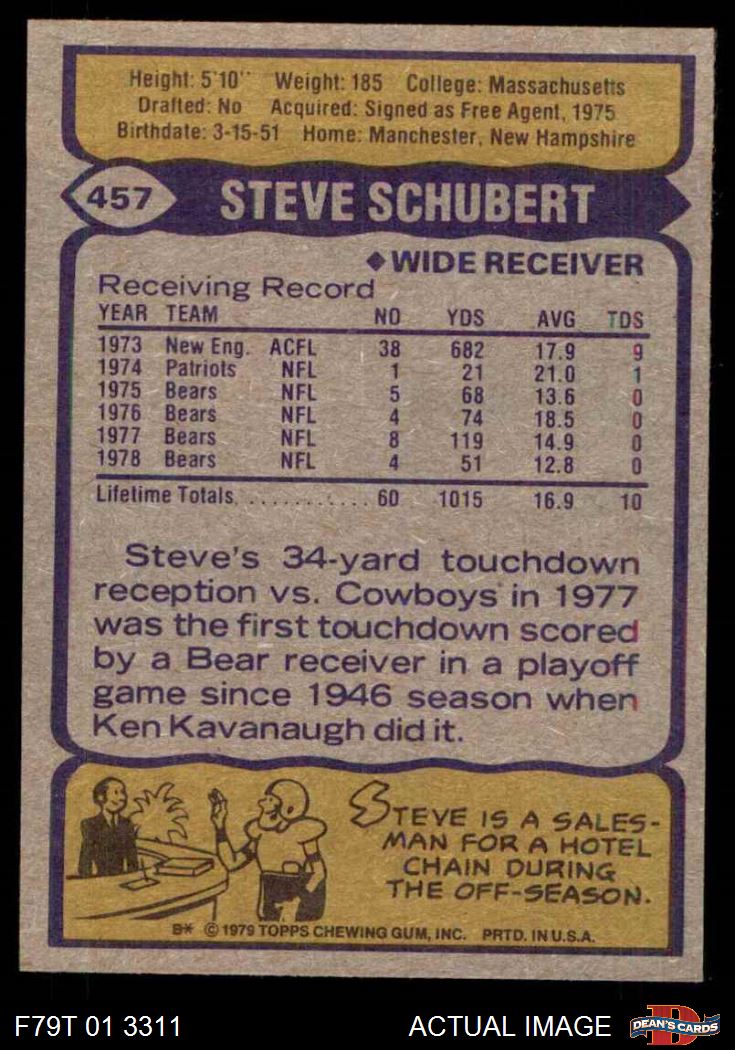 Height: 5'10" Weight: 185 College: Massachusetts
Drafted: No Acquired: Signed as Free Agent, 1975
Birthdate: 3-15-51 Home: Manchester, New Hampshire
457 STEVE SCHUBERT
◆WIDE RECEIVER
Receiving Record
YEAR TEAM NO YDS AVG TDS
1973 New Eng. ACFL 38 682 17.9 9
1974 Patriots NFL 1 21 21.0 1
1975 Bears NFL 5 68 13.6 0
1976 Bears NFL 4 74 18.5 0
1977 Bears NFL 8 119 14.9 0
1978 Bears NFL 4 51 12.8 0
Lifetime Totals. . . . . . . . . . . . 60 1015 16.9 10
Steve's 34-yard touchdown
reception vs. Cowboys in 1977
was the first touchdown scored
by a Bear receiver in a playoff
game since 1946 season when
Ken Kavanaugh did it.
STEVE IS A SALES-
MAN FOR A HOTEL
CHAIN DURING
THE OFF-SEASON.
B* © 1979 TOPPS CHEWING GUM, INC. PRTD. IN U.S.A.
F79T 01 3311 ACTUAL IMAGE DEAN'S CARDS